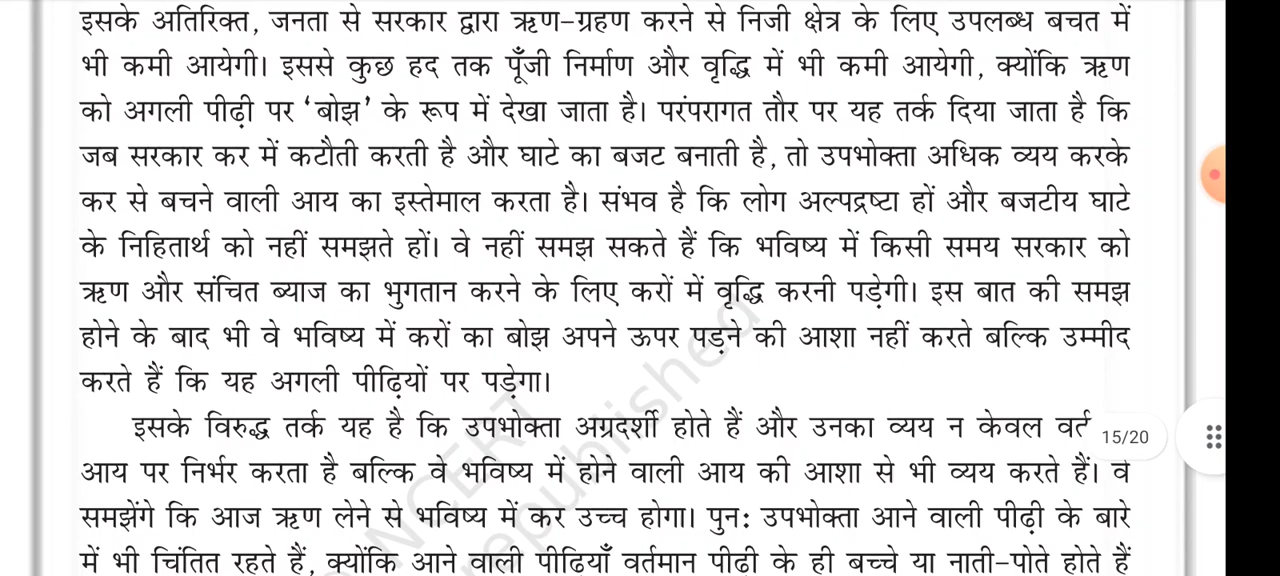 इसके अतिरिक्त, जनता से सरकार द्वारा ऋण-ग्रहण करने से निजी क्षेत्र के लिए उपलब्ध बचत में
भी कमी आयेगी। इससे कुछ हद तक पूँजी निर्माण और वृद्धि में भी कमी आयेगी, क्योंकि ऋण
को अगली पीढ़ी पर ‘बोझ’ के रूप में देखा जाता है। परंपरागत तौर पर यह तर्क दिया जाता है कि
जब सरकार कर में कटौती करती है और घाटे का बजट बनाती है, तो उपभोक्ता अधिक व्यय करके
कर से बचने वाली आय का इस्तेमाल करता है। संभव है कि लोग अल्पद्रष्टा हों और बजटीय घाटे
के निहितार्थ को नहीं समझते हों। वे नहीं समझ सकते हैं कि भविष्य में किसी समय सरकार को
ऋण और संचित ब्याज का भुगतान करने के लिए करों में वृद्धि करनी पड़ेगी। इस बात की समझ
होने के बाद भी वे भविष्य में करों का बोझ अपने ऊपर पड़ने की आशा नहीं करते बल्कि उम्मीद
करते हैं कि यह अगली पीढ़ियों पर पड़ेगा।
इसके विरुद्ध तर्क यह है कि उपभोक्ता अग्रदर्शी होते हैं और उनका व्यय न केवल
15/20
आय पर निर्भर करता है बल्कि वे भविष्य में होने वाली आय की आशा से भी व्यय करते हैं। वे
समझेंगे कि आज ऋण लेने से भविष्य में कर उच्च होगा। पुन: उपभोक्ता आने वाली पीढ़ी के बारे
में भी चिंतित रहते हैं, क्योंकि आने वाली पीढ़ियाँ वर्तमान पीढ़ी के ही बच्चे या नाती-पोते होते हैं
NCERT
republished